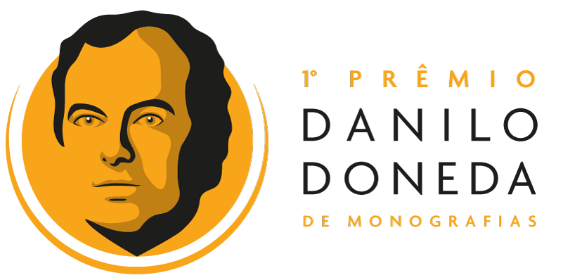 1º PRÊMIO
DANILO
DONEDA
DE MONOGRAFIAS